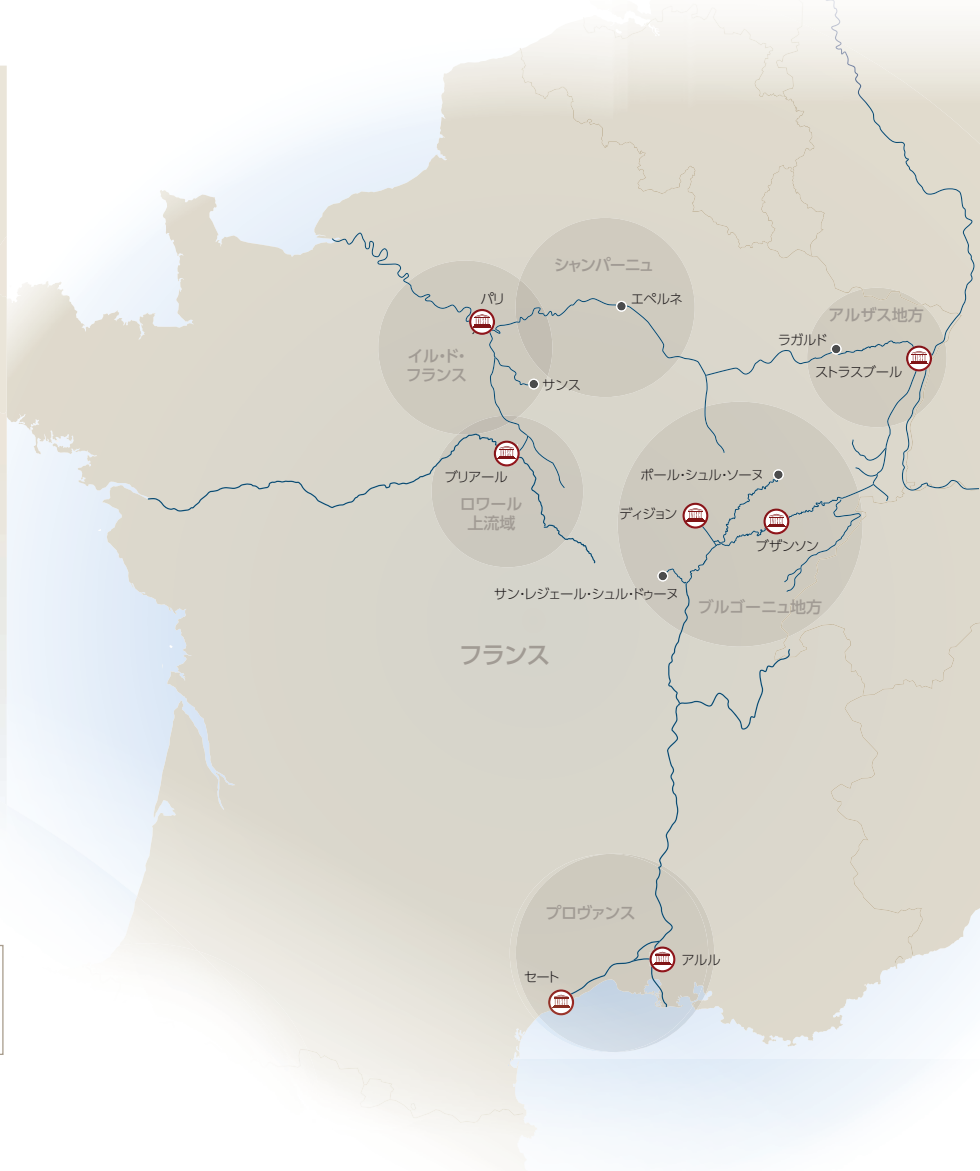 シャンパーニュ
パリ
エペルネ
アルザス地方
ラガルド
ストラスブール
イル・ド・
フランス
サンス
ブリアール
ロワール
上流域
ポール・シュル・ソーヌ
ディジョン
ブザンソン
サン・レジェール・シュル・ドゥーヌ
ブルゴーニュ地方
フランス
プロヴァンス
アルル
セート